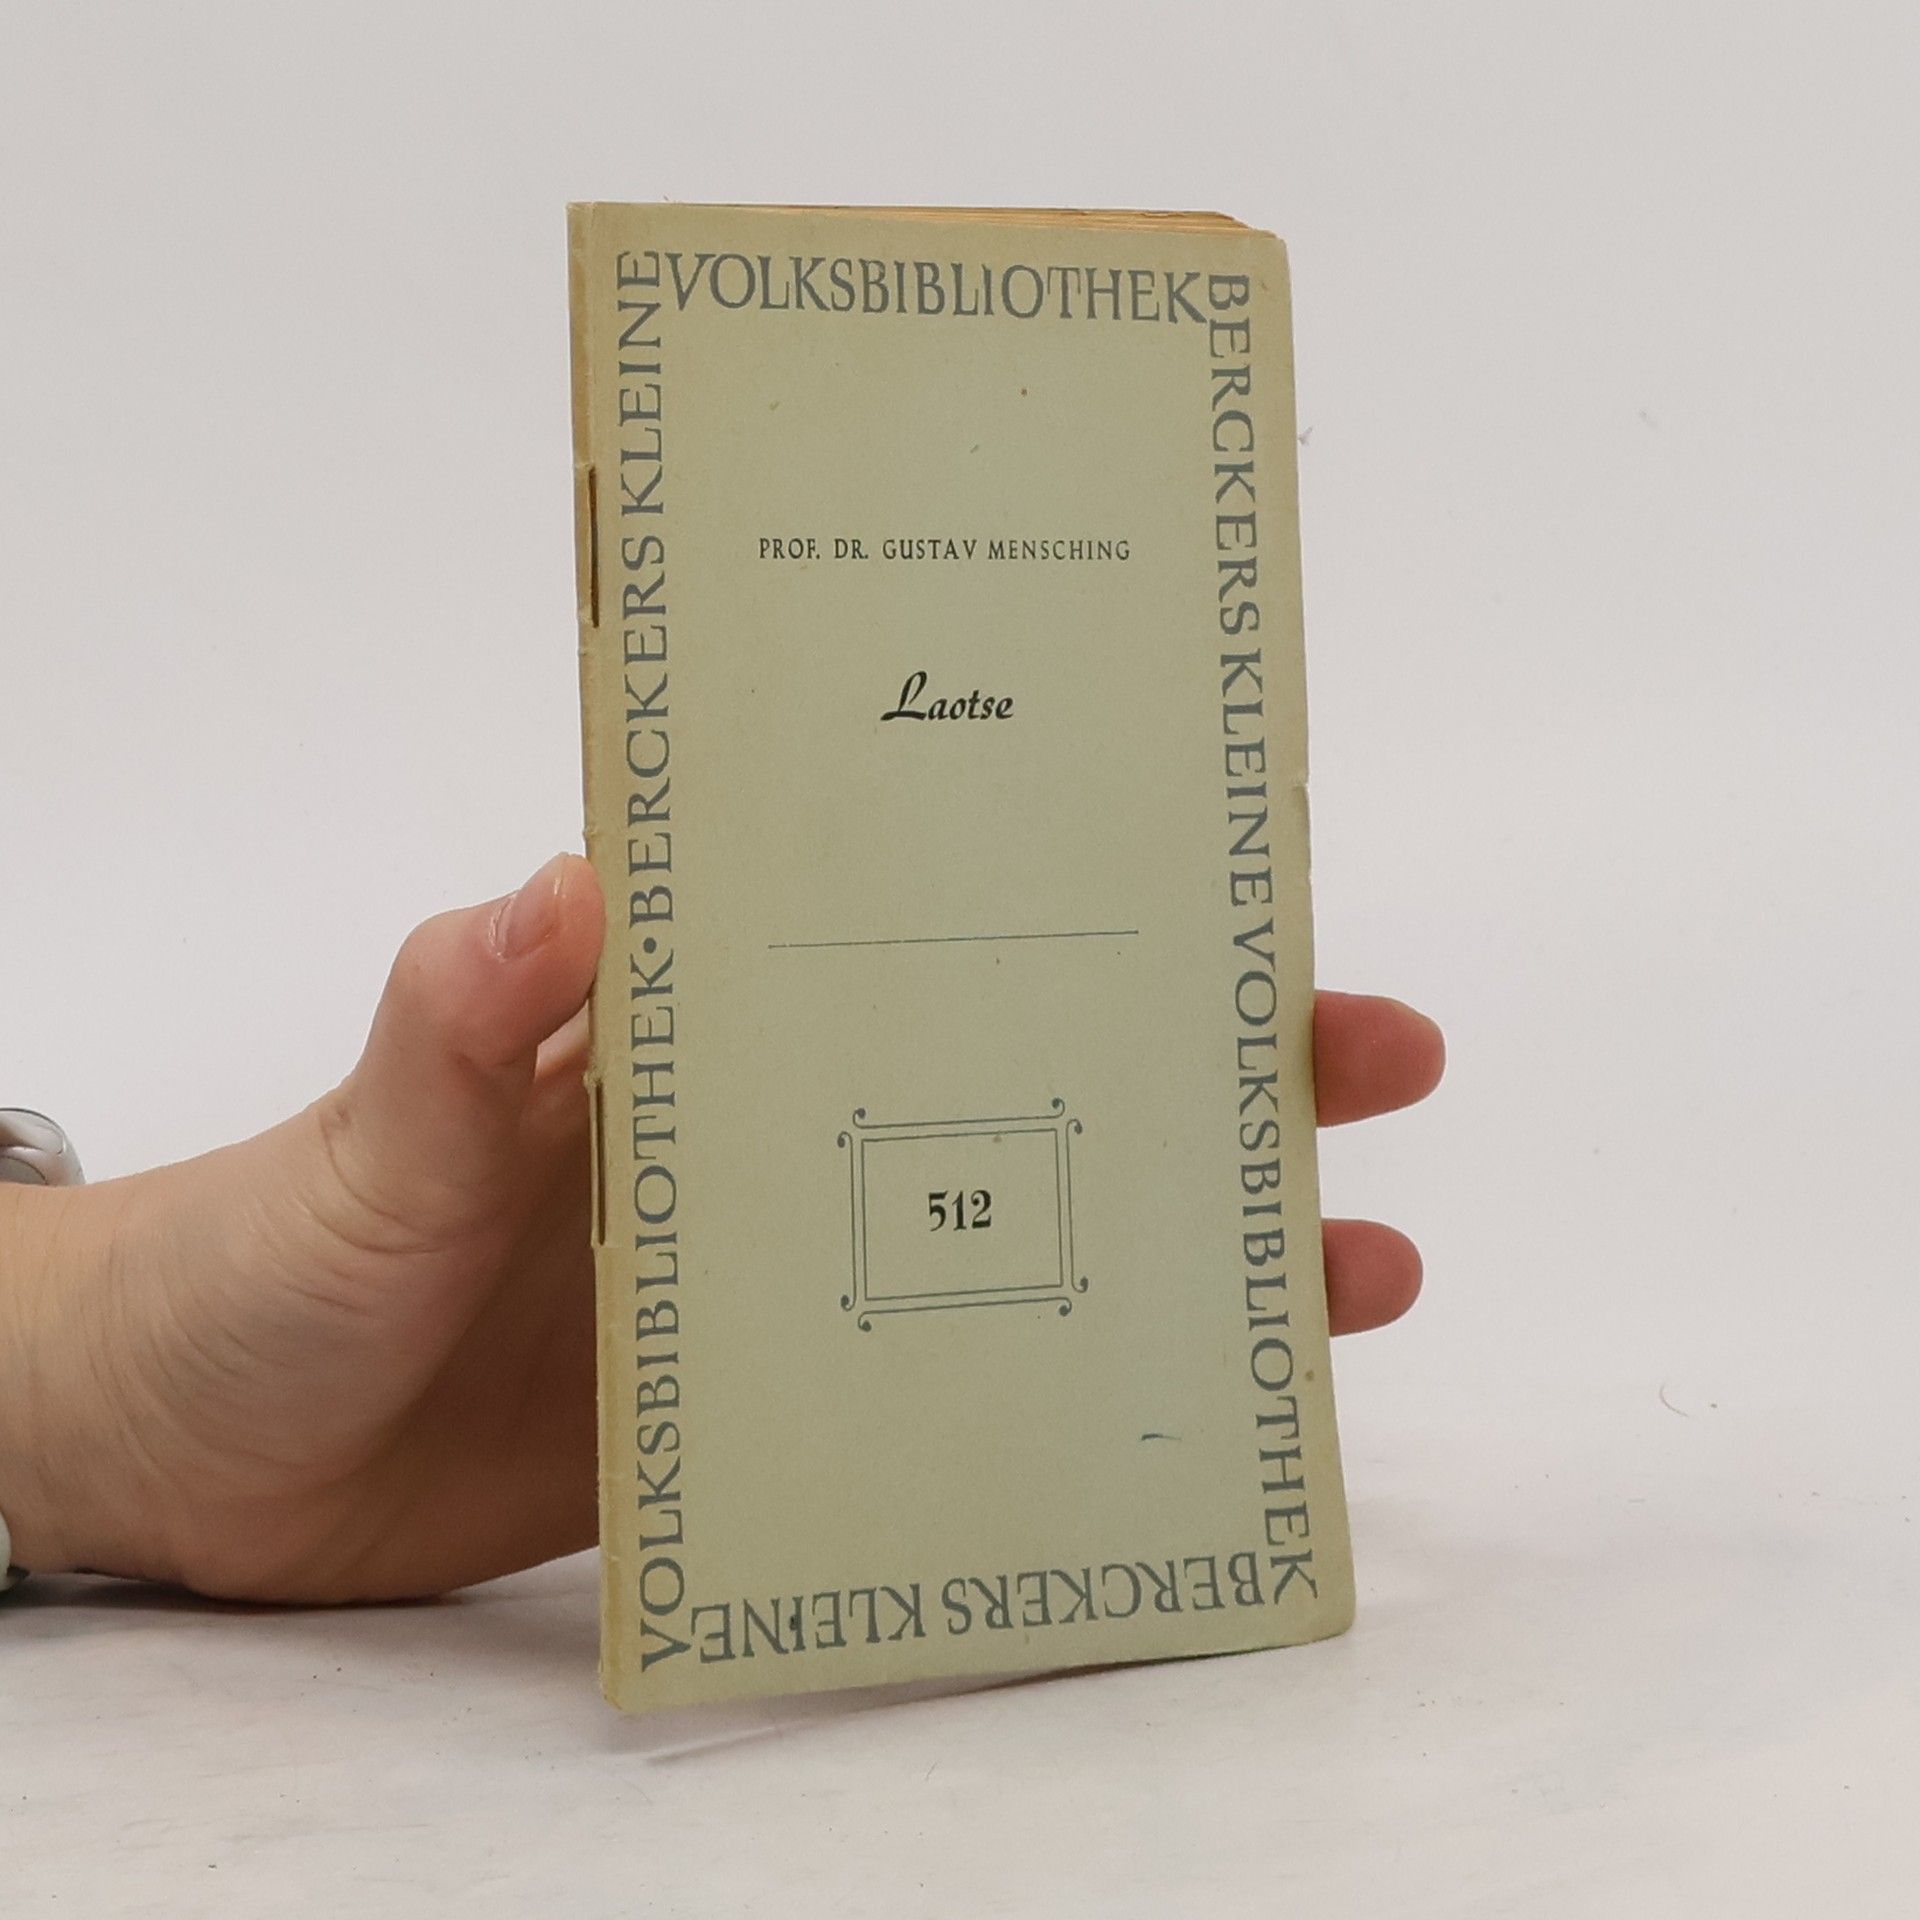 VOLKSBIBLIOTHEK
BERCKERS KLEINE VOLKSBIBLIOTHEK
BERCKERS KLEINE
VOLKSBIBLIOTHEK • BERCKERS KLEINE
PROF. DR. GUSTAV MENSCHING
Laotse
512